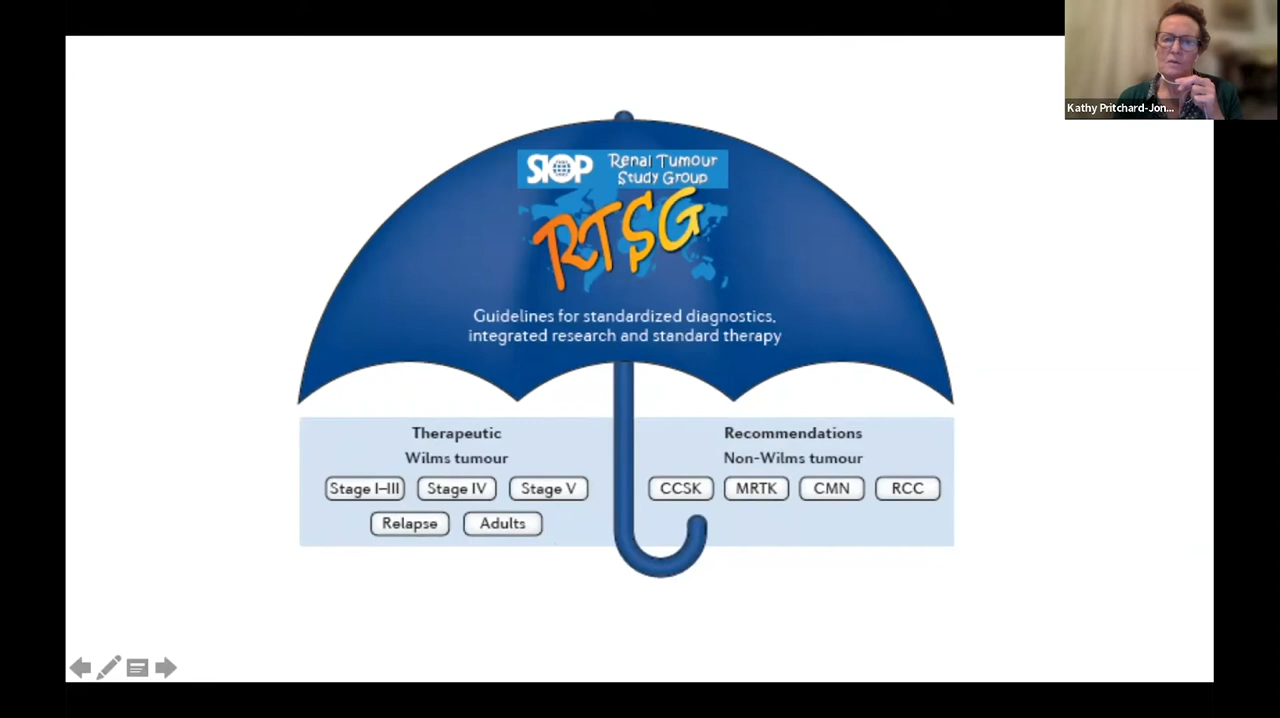 Kathy Pritchard-Jon...
SIOP
Renal Tumour
Study Group
RTSG
Guidelines for standardized diagnostics,
integrated research and standard therapy
Therapeutic
Wilms tumour
Stage I–III Stage IV Stage V
Relapse Adults
Recommendations
Non-Wilms tumour
CCSK MRTK CMN RCC